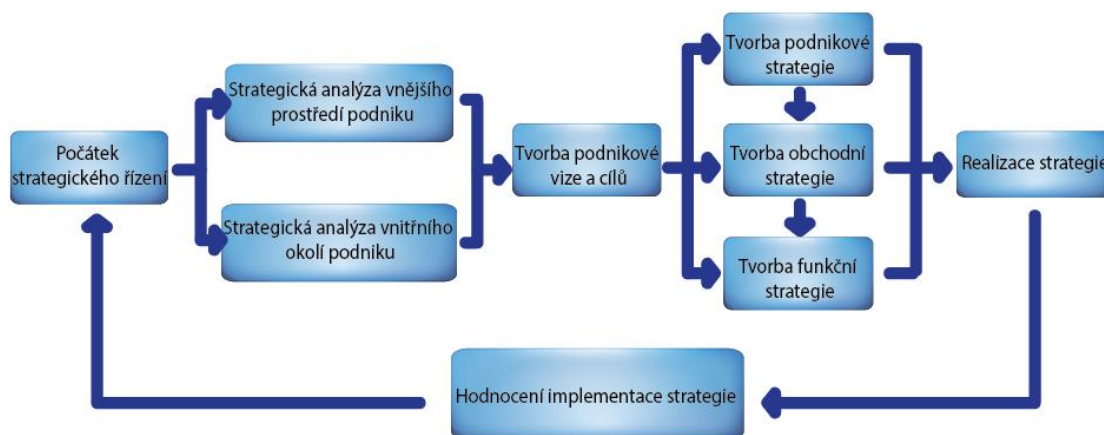 Počátek
strategického řízení
Strategická analýza vnějšího
prostředí podniku
Strategická analýza vnitřního
okolí podniku
Tvorba podnikové
vize a cílů
Tvorba podnikové
strategie
Tvorba obchodní
strategie
Tvorba funkční
strategie
Realizace strategie
Hodnocení implementace strategie